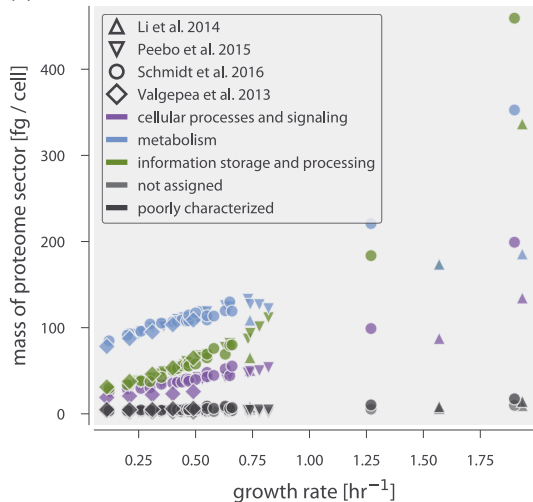 Li et al. 2014
Peebo et al. 2015
Schmidt et al. 2016
Valgepea et al. 2013
cellular processes and signaling
metabolism
information storage and processing
not assigned
poorly characterized
mass of proteome sector [fg / cell]
400
300
200
100
0
0.25 0.50 0.75 1.00 1.25 1.50 1.75
growth rate [hr⁻¹]